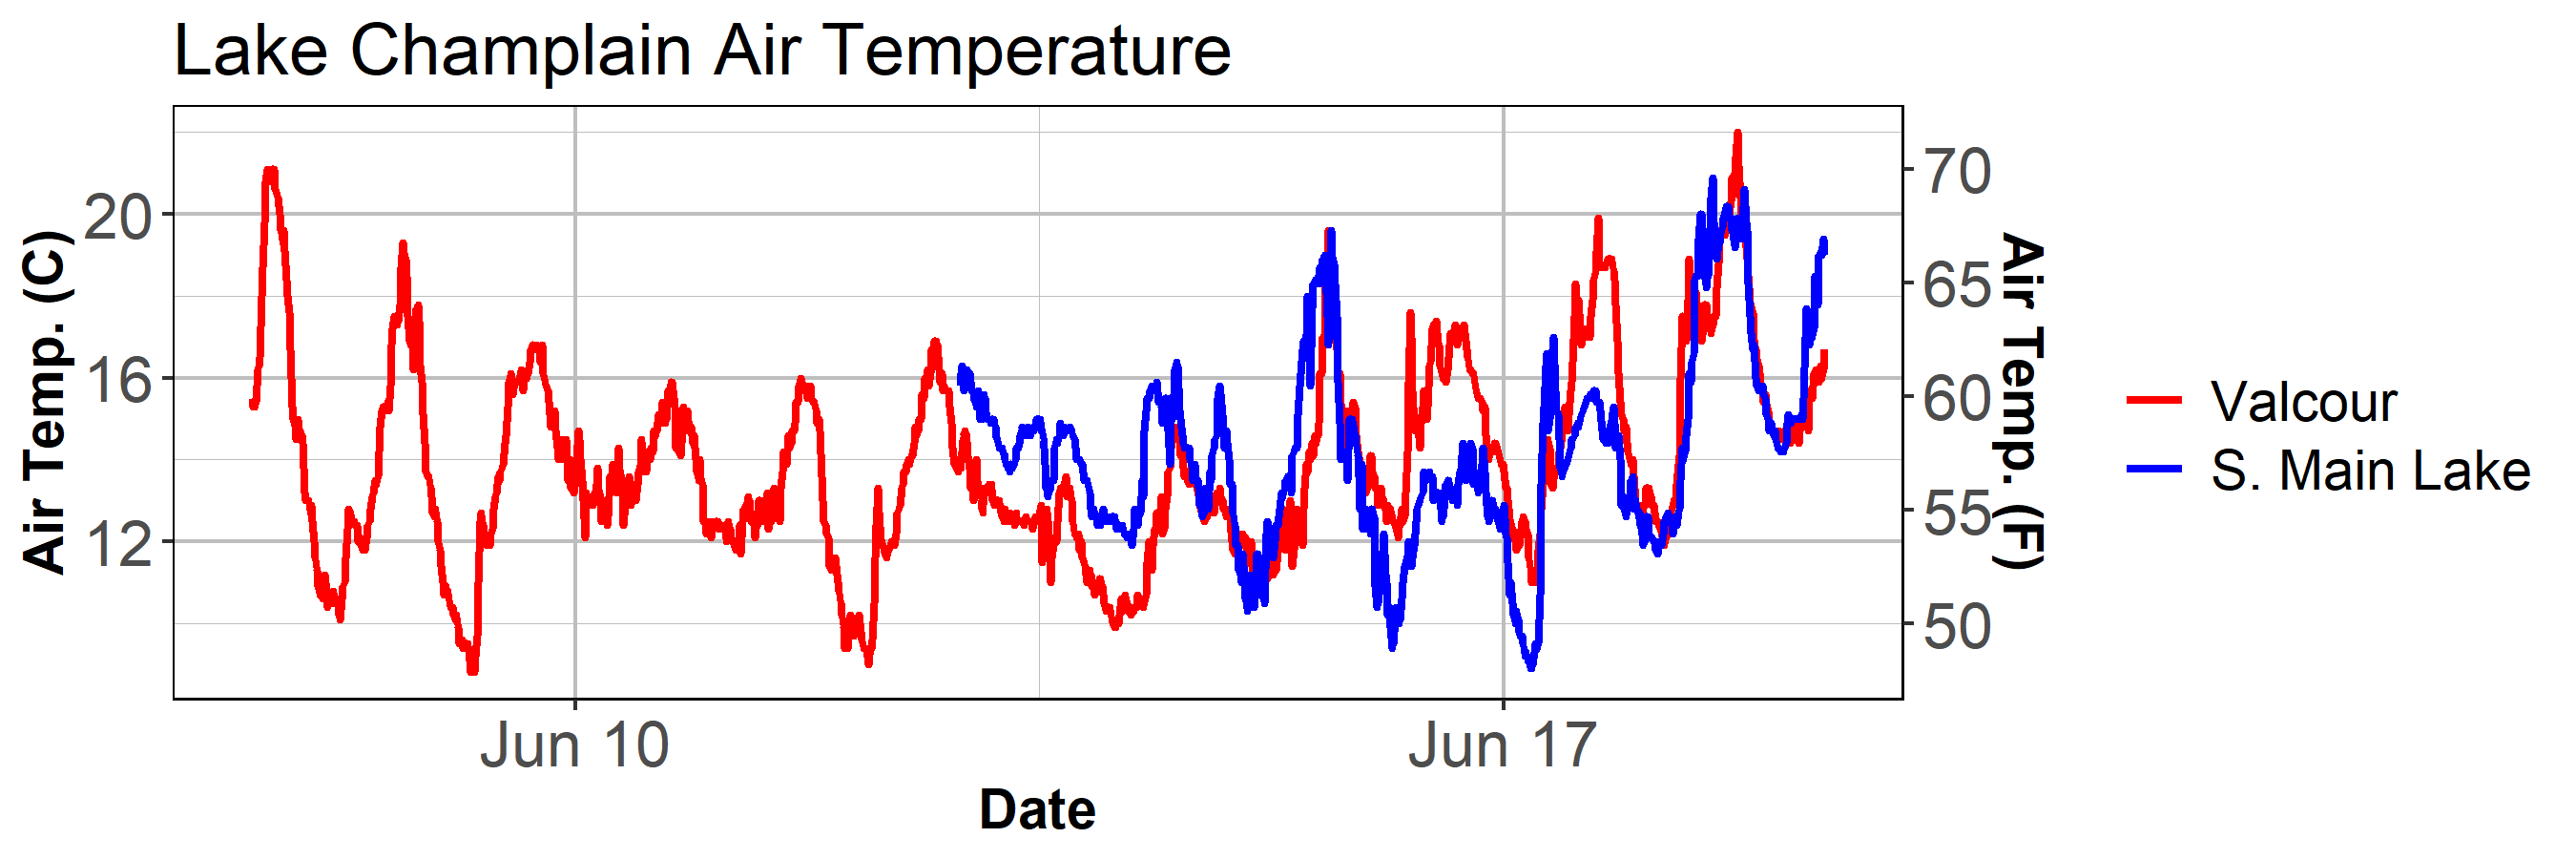 Lake Champlain Air Temperature
Air Temp. (C)
20
16
12
70
65
60
55
50
Air Temp. (F)
Jun 10
Jun 17
Date
Valcour
S. Main Lake